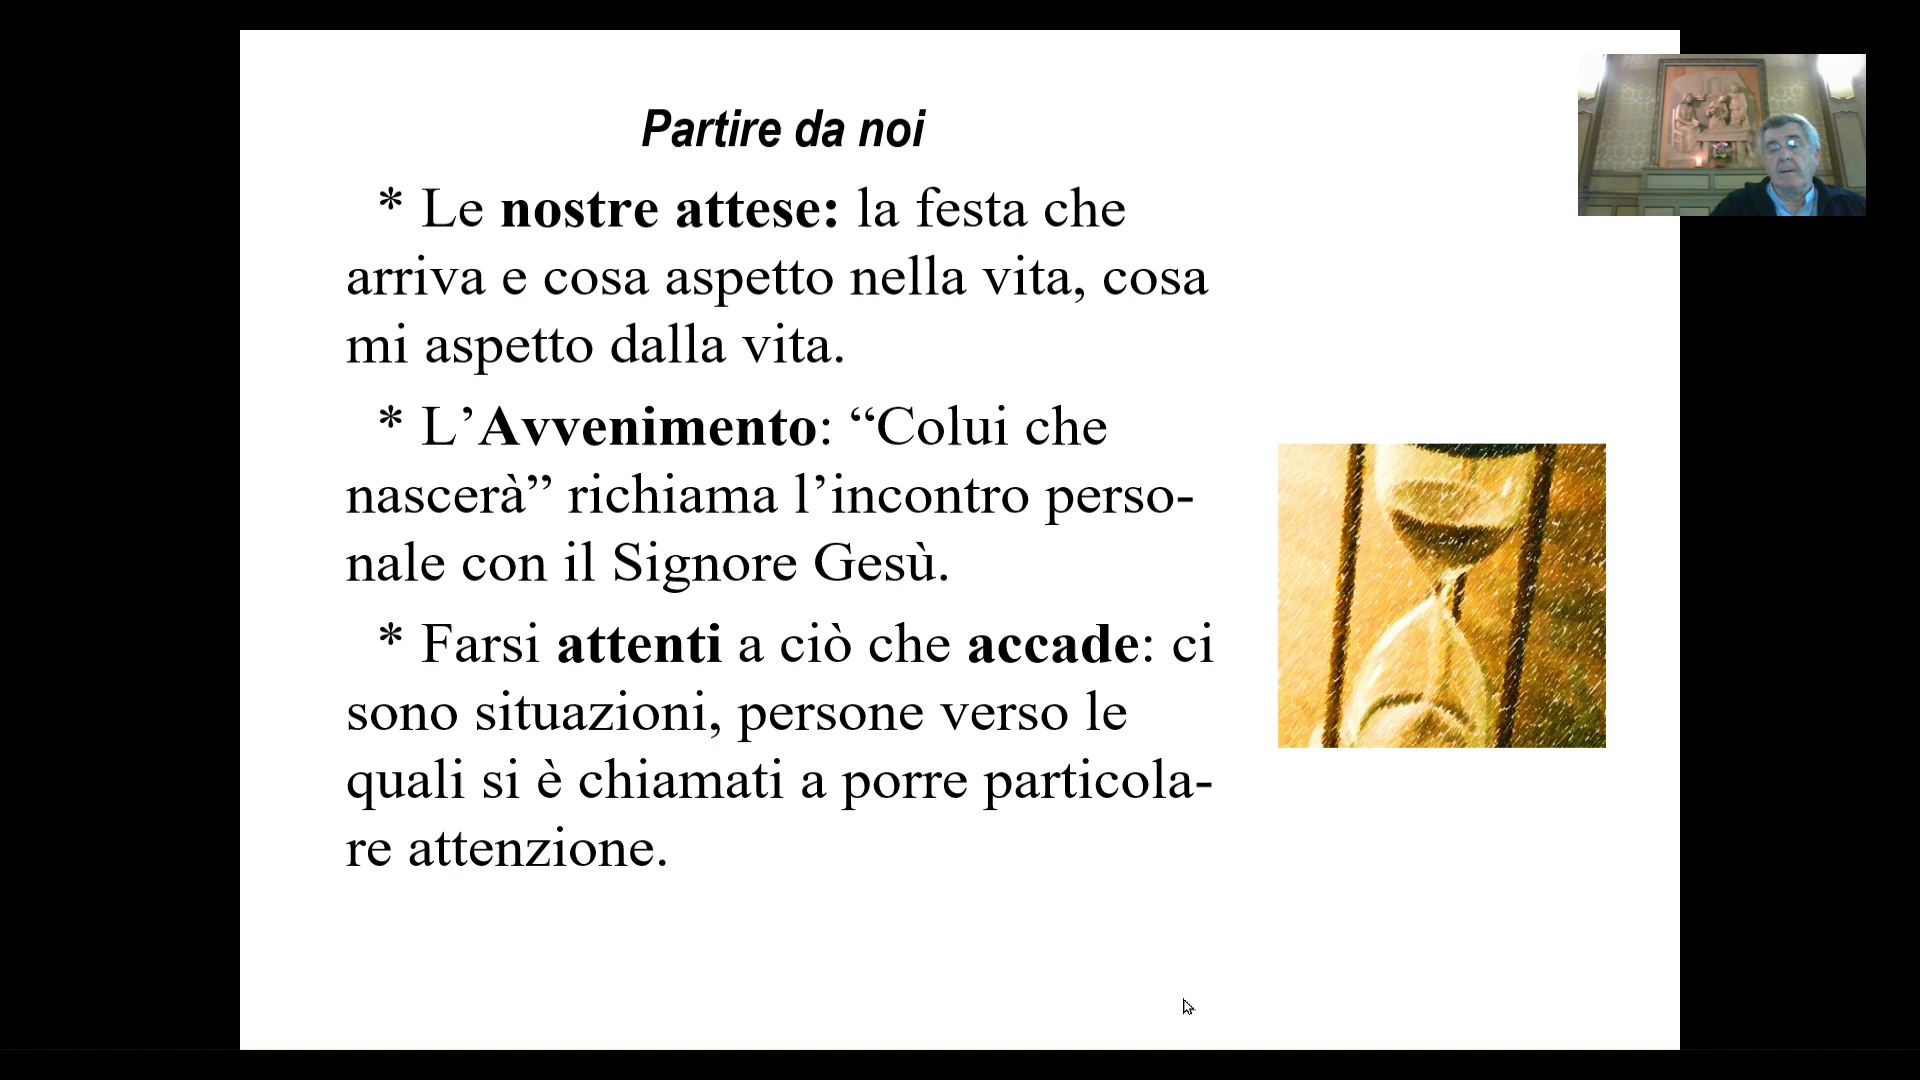 Partire da noi
* Le nostre attese: la festa che
arriva e cosa aspetto nella vita, cosa
mi aspetto dalla vita.
* L’Avvenimento: “Colui che
nascerà” richiama l’incontro perso-
nale con il Signore Gesù.
* Farsi attenti a ciò che accade: ci
sono situazioni, persone verso le
quali si è chiamati a porre particola-
re attenzione.